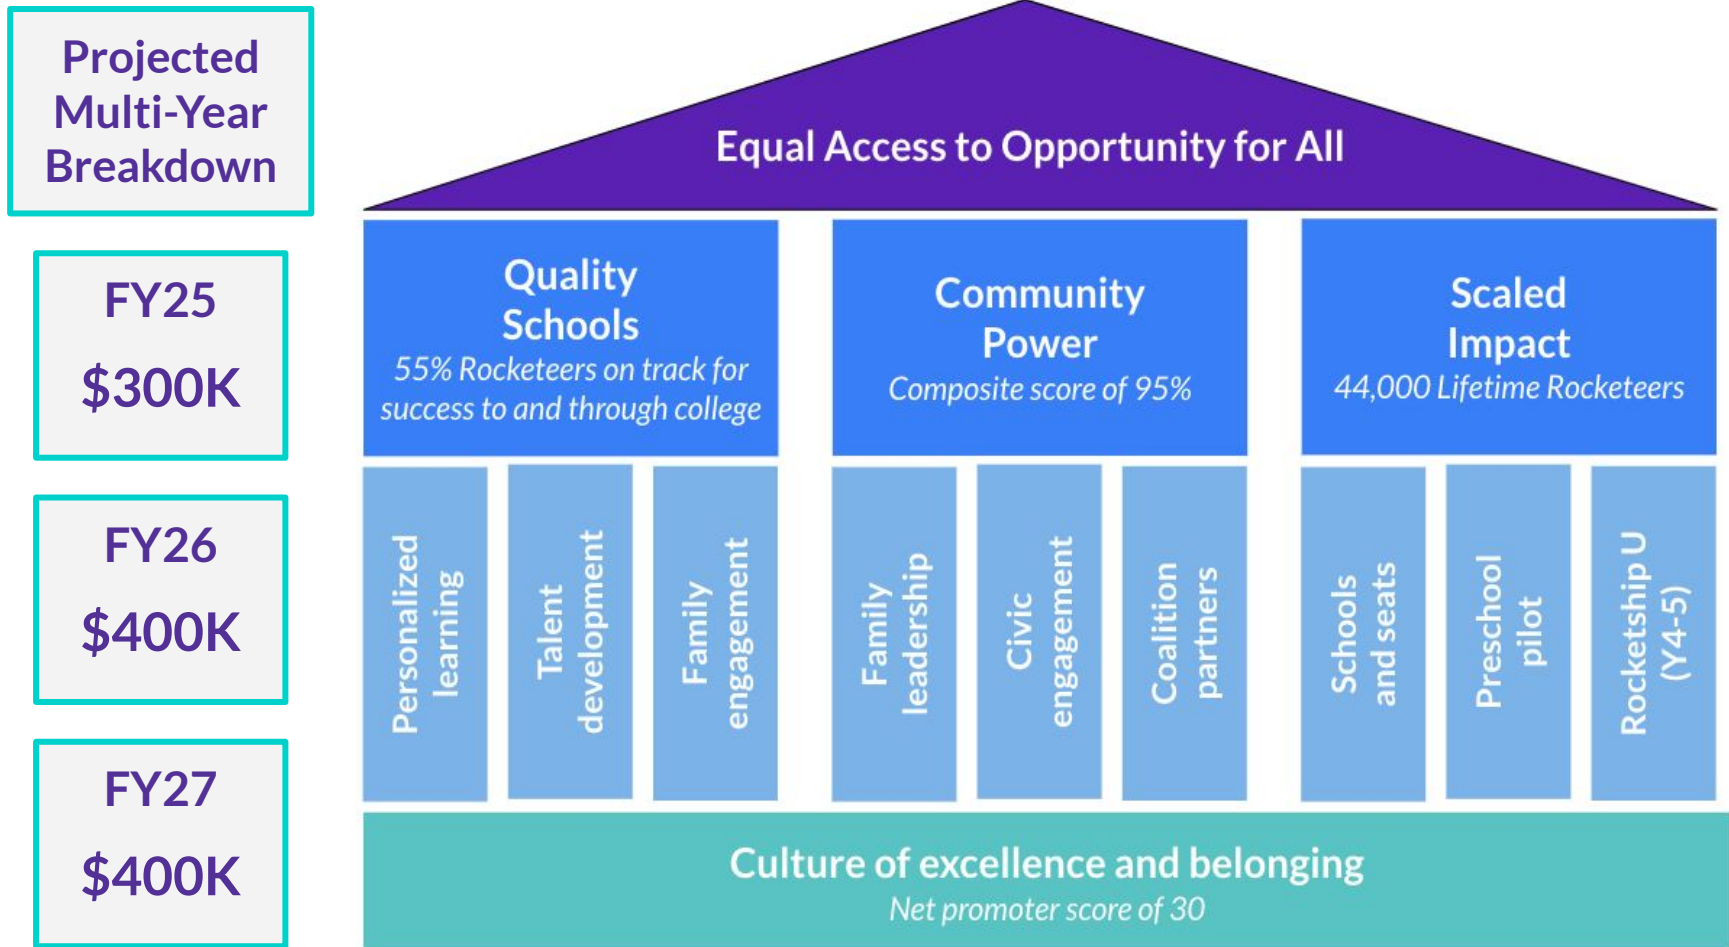 Projected
Multi-Year
Breakdown
FY25
$300K
FY26
$400K
FY27
$400K
Equal Access to Opportunity for All
Quality
Schools
55% Rocketeers on track for
success to and through college
Community
Power
Composite score of 95%
Scaled
Impact
44,000 Lifetime Rocketeers
Personalized
learning
Talent
development
Family
engagement
Family
leadership
Civic
engagement
Coalition
partners
Schools
and seats
Preschool
pilot
Rocketship U
(Y4-5)
Culture of excellence and belonging
Net promoter score of 30